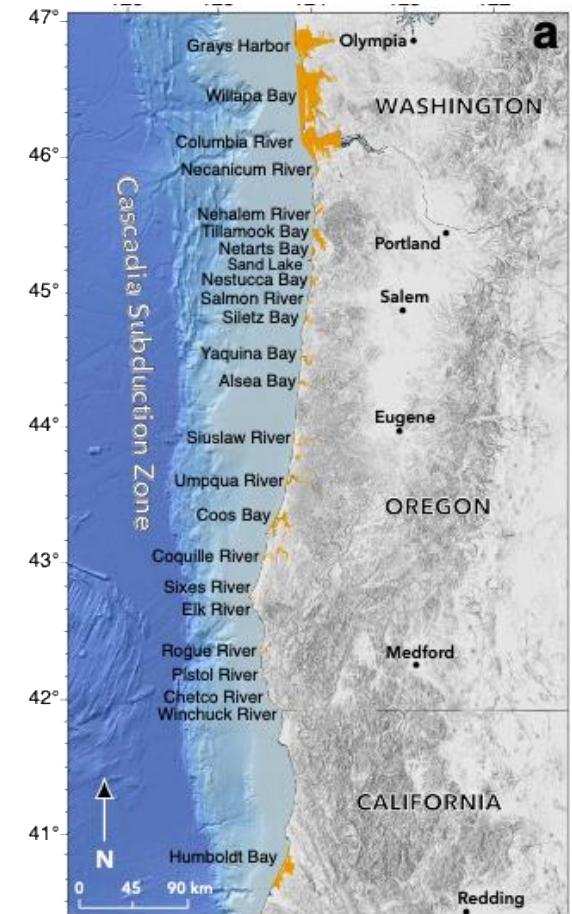 47°
a
Grays Harbor
Olympia
Willapa Bay
WASHINGTON
Columbia River
46°
Necanicum River
Nehalem River
Tillamook Bay
Portland
Netarts Bay
Sand Lake
Nestucca Bay
45°
Salmon River
Salem
Siletz Bay
Cascadia Subduction Zone
Yaquina Bay
Alsea Bay
Eugene
44°
Siuslaw River
Umpqua River
OREGON
Coos Bay
43°
Coquille River
Sixes River
Elk River
Rogue River
Medford
Pistol River
42°
Chetco River
Winchuck River
CALIFORNIA
41°
Humboldt Bay
N
0 45 90 km
Redding